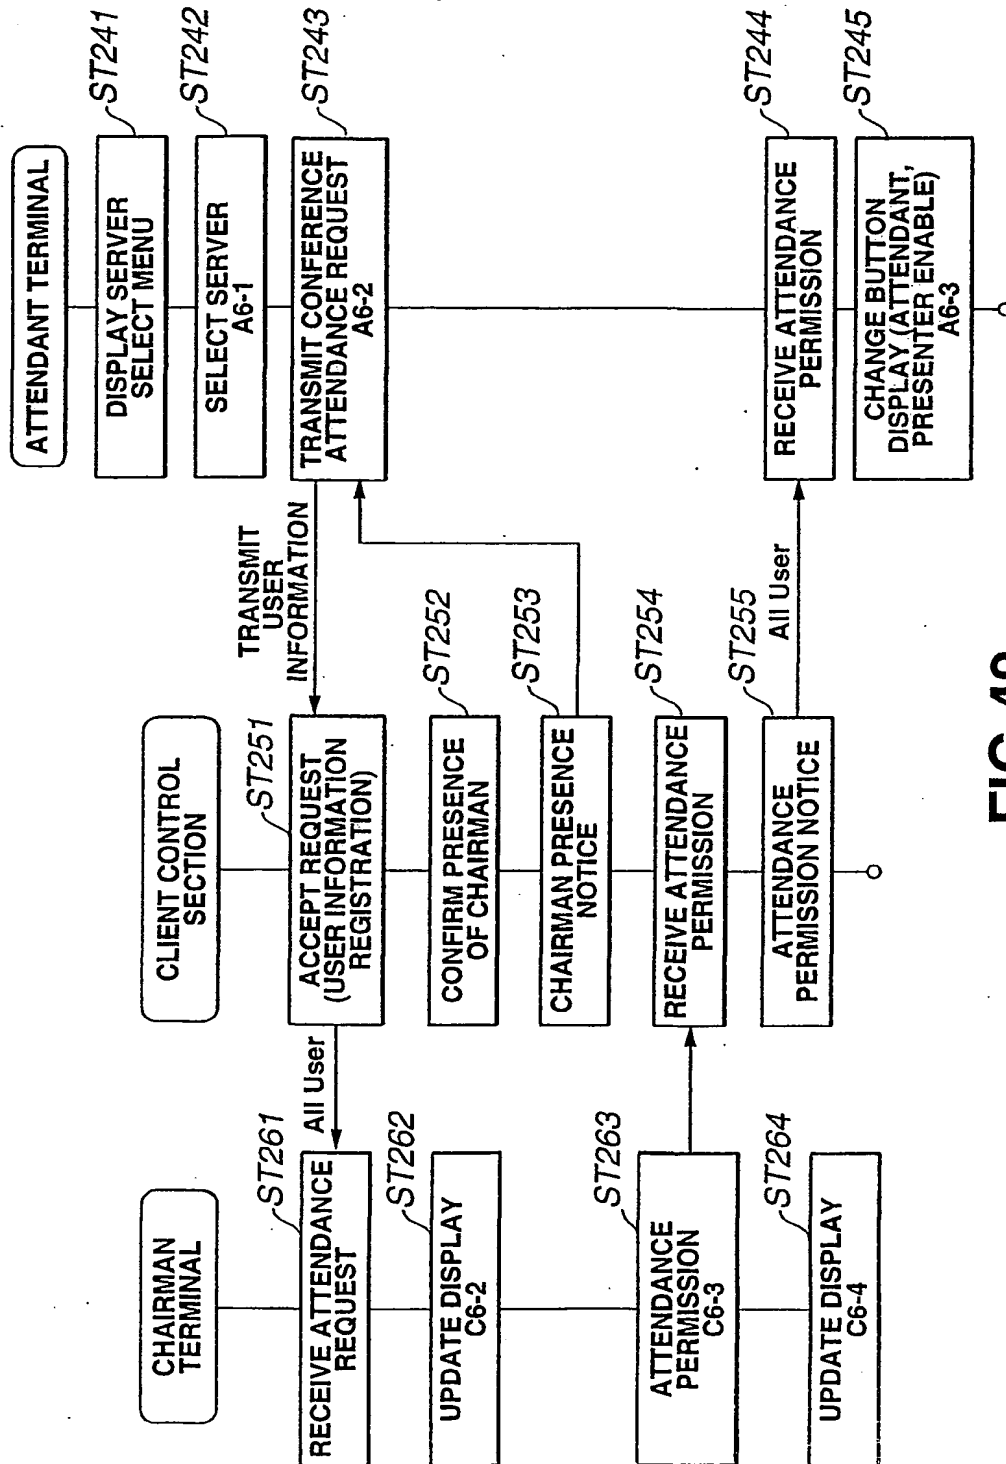 CHAIRMAN
TERMINAL
ST261
RECEIVE ATTENDANCE
REQUEST
ST262
UPDATE DISPLAY
C6-2
ST263
ATTENDANCE
PERMISSION
C6-3
ST264
UPDATE DISPLAY
C6-4
All User
CLIENT CONTROL
SECTION
ST251
ACCEPT REQUEST
(USER INFORMATION
REGISTRATION)
ST252
CONFIRM PRESENCE
OF CHAIRMAN
ST253
CHAIRMAN PRESENCE
NOTICE
ST254
RECEIVE ATTENDANCE
PERMISSION
ST255
ATTENDANCE
PERMISSION NOTICE
TRANSMIT
USER
INFORMATION
All User
ATTENDANT TERMINAL
ST241
DISPLAY SERVER
SELECT MENU
ST242
SELECT SERVER
A6-1
ST243
TRANSMIT CONFERENCE
ATTENDANCE REQUEST
A6-2
ST244
RECEIVE ATTENDANCE
PERMISSION
ST245
CHANGE BUTTON
DISPLAY (ATTENDANT,
PRESENTER ENABLE)
A6-3